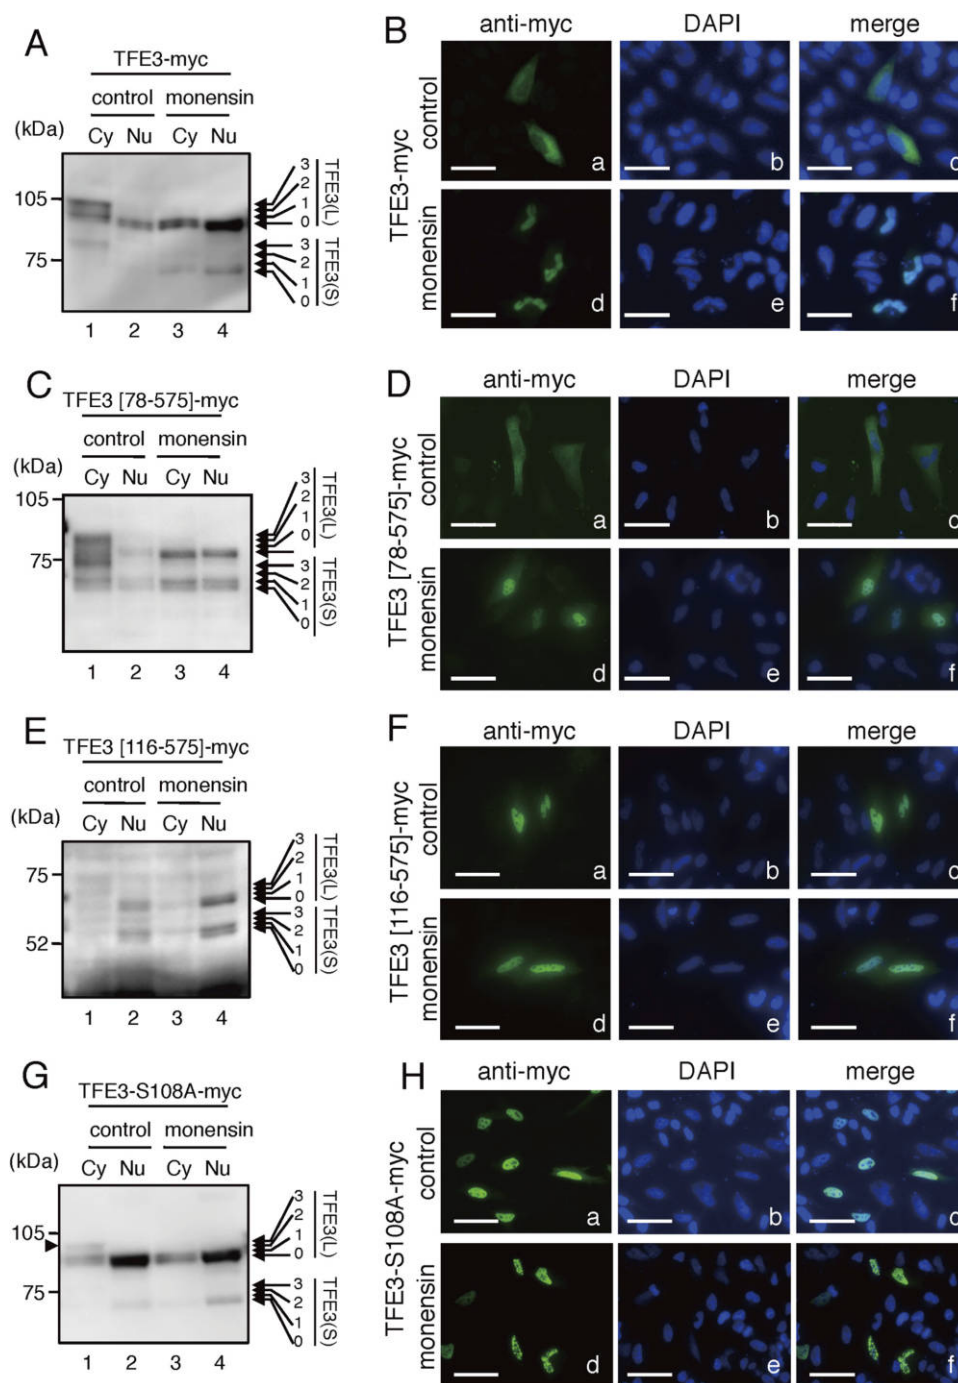 A
TFE3-myc
control monensin
(kDa) Cy Nu Cy Nu
105
75
3
2
1
0
TFE3(L)
3
2
1
0
TFE3(S)
1 2 3 4
B
anti-myc DAPI merge
TFE3-myc
control
a b c
monensin
d e f
C
TFE3 [78-575]-myc
control monensin
(kDa) Cy Nu Cy Nu
105
75
3
2
1
0
TFE3(L)
3
2
1
0
TFE3(S)
1 2 3 4
D
anti-myc DAPI merge
TFE3 [78-575]-myc
control
a b c
monensin
d e f
E
TFE3 [116-575]-myc
control monensin
(kDa) Cy Nu Cy Nu
75
52
3
2
1
0
TFE3(L)
3
2
1
0
TFE3(S)
1 2 3 4
F
anti-myc DAPI merge
TFE3 [116-575]-myc
control
a b c
monensin
d e f
G
TFE3-S108A-myc
control monensin
(kDa) Cy Nu Cy Nu
105
75
3
2
1
0
TFE3(L)
3
2
1
0
TFE3(S)
1 2 3 4
H
anti-myc DAPI merge
TFE3-S108A-myc
control
a b c
monensin
d e f